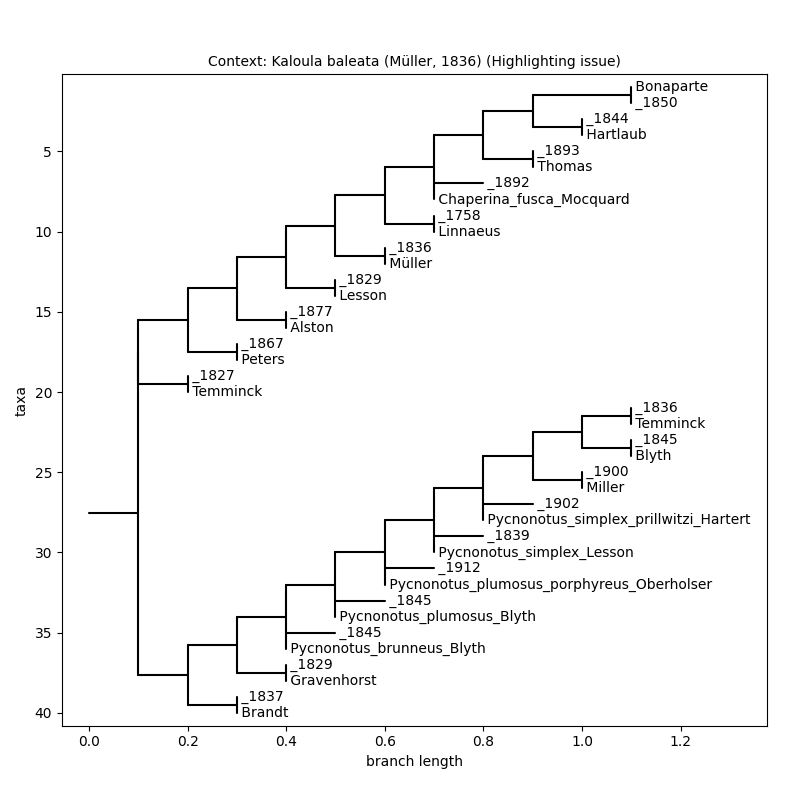 Context: Kaloula baleata (Müller, 1836) (Highlighting issue)
Bonaparte
_1850
_1844
Hartlaub
_1893
Thomas
_1892
Chaperina_fusca_Mocquard
_1758
Linnaeus
_1836
Müller
_1829
Lesson
_1877
Alston
_1867
Peters
_1827
Temminck
_1836
Temminck
_1845
Blyth
_1900
Miller
_1902
Pycnonotus_simplex_prillwitzi_Hartert
_1839
Pycnonotus_simplex_Lesson
_1912
Pycnonotus_plumosus_porphyreus_Oberholser
_1845
Pycnonotus_plumosus_Blyth
_1845
Pycnonotus_brunneus_Blyth
_1829
Gravenhorst
_1837
Brandt
5
10
15
20
25
30
35
40
taxa
0.0 0.2 0.4 0.6 0.8 1.0 1.2
branch length